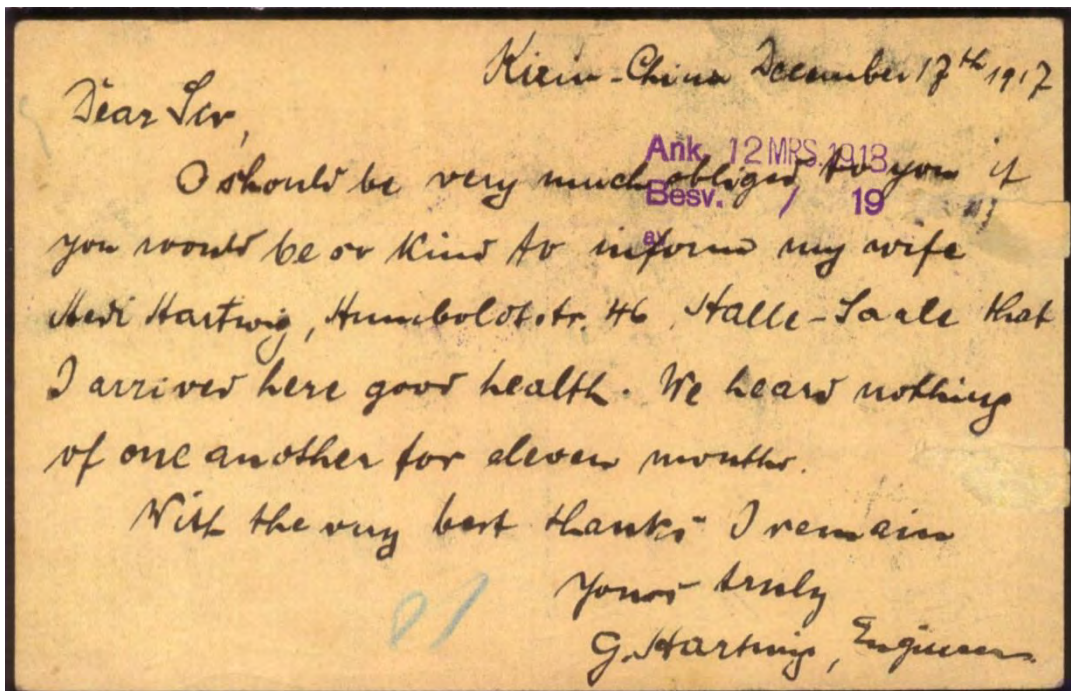 Kirin-China December 17th 1917
Dear Sir,
Ank. 12 MRS. 1918
I should be very much obliged to you if
Besv. / 19
you would be so kind to inform my wife
Hedi Hartwig, Humboldtstr. 46, Halle-Saale that
I arrived here good health. We heard nothing
of one another for eleven months.
With the very best thanks I remain
Yours truly
G. Hartwig, Engineer.